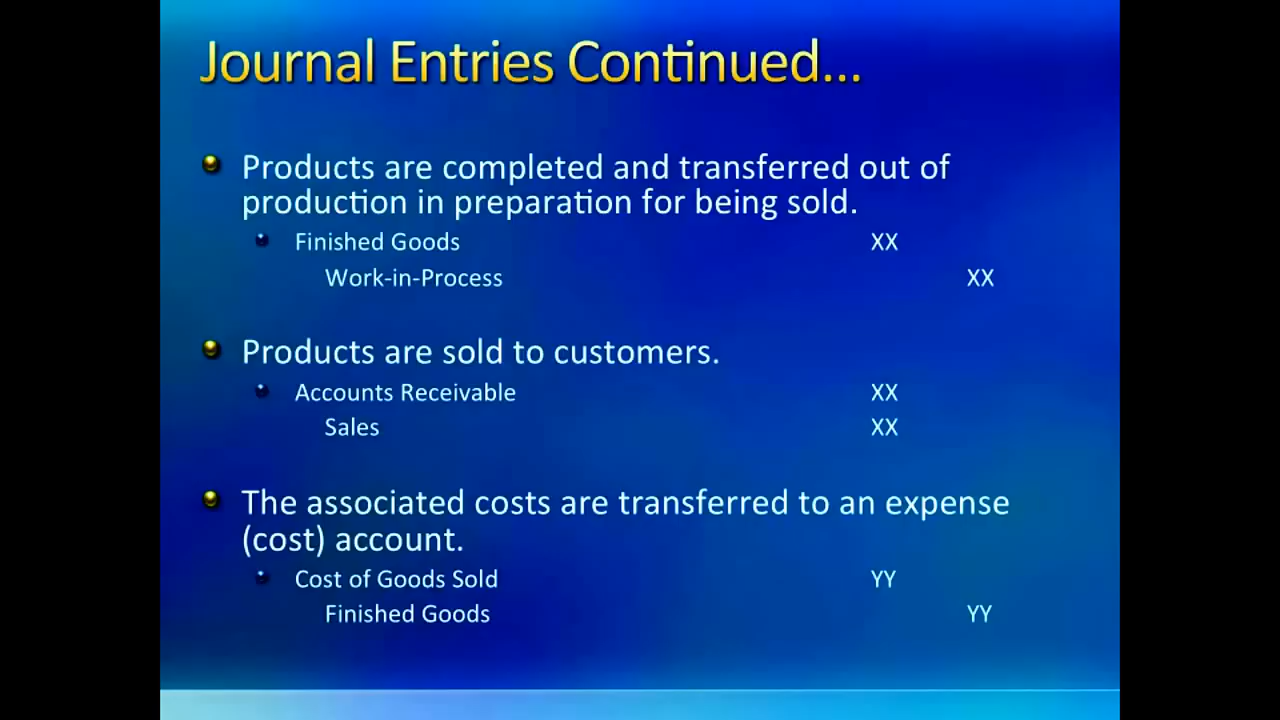 Journal Entries Continued...
Products are completed and transferred out of
production in preparation for being sold.
Finished Goods XX
Work-in-Process XX
Products are sold to customers.
Accounts Receivable XX
Sales XX
The associated costs are transferred to an expense
(cost) account.
Cost of Goods Sold YY
Finished Goods YY